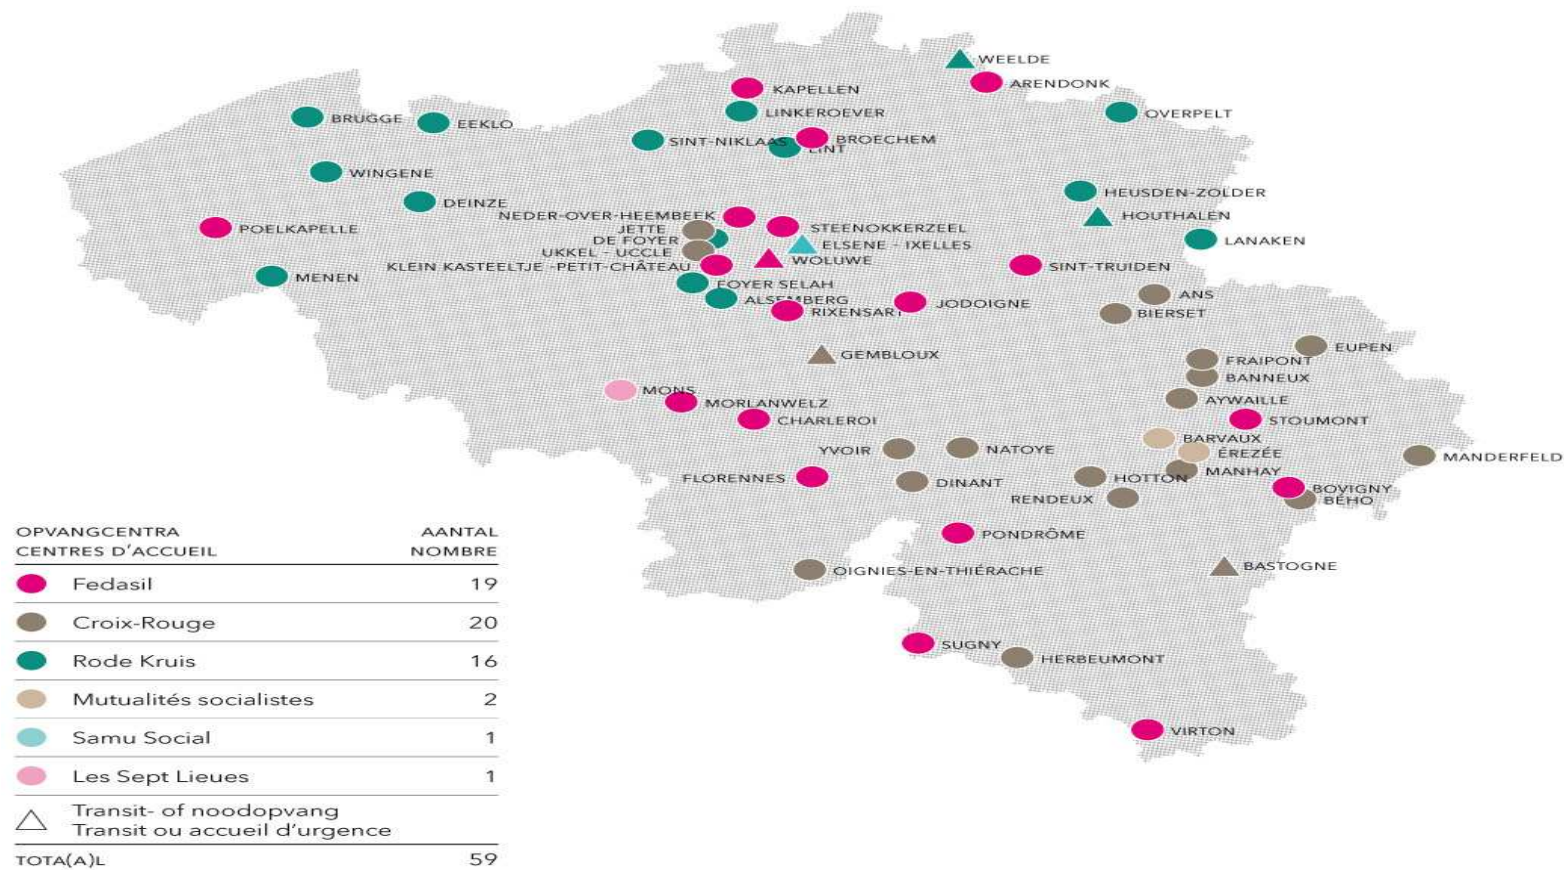 WEELDE
KAPELLEN
ARENDONK
LINKEROEVER
OVERPELT
BRUGGE
EEKLO
SINT-NIKLAAS
BROECHEM
LINT
WINGENE
HEUSDEN-ZOLDER
DEINZE
NEDER-OVER-HEEMBEEK
HOUTHALEN
POELKAPELLE
JETTE
STEENOKKERZEEL
DE FOYER
ELSENE - IXELLES
LANAKEN
UKKEL - UCCLE
WOLUWE
KLEIN KASTEELTJE -PETIT-CHÂTEAU
SINT-TRUIDEN
MENEN
FOYER SELAH
ALSEMBERG
ANS
JODOIGNE
RIXENSART
BIERSET
GEMBLOUX
EUPEN
FRAIPONT
BANNEUX
MONS
MORLANWELZ
AYWAILLE
CHARLEROI
STOUMONT
BARVAUX
YVOIR
NATOYE
ÉREZÉE
MANDERFELD
MANHAY
FLORENNES
DINANT
HOTTON
BOVIGNY
RENDEUX
BÉHO
PONDRÔME
OIGNIES-EN-THIÉRACHE
BASTOGNE
SUGNY
HERBEUMONT
VIRTON
OPVANGCENTRA AANTAL
CENTRES D'ACCUEIL NOMBRE
Fedasil 19
Croix-Rouge 20
Rode Kruis 16
Mutualités socialistes 2
Samu Social 1
Les Sept Lieues 1
Transit- of noodopvang
Transit ou accueil d'urgence
TOTA(A)L 59